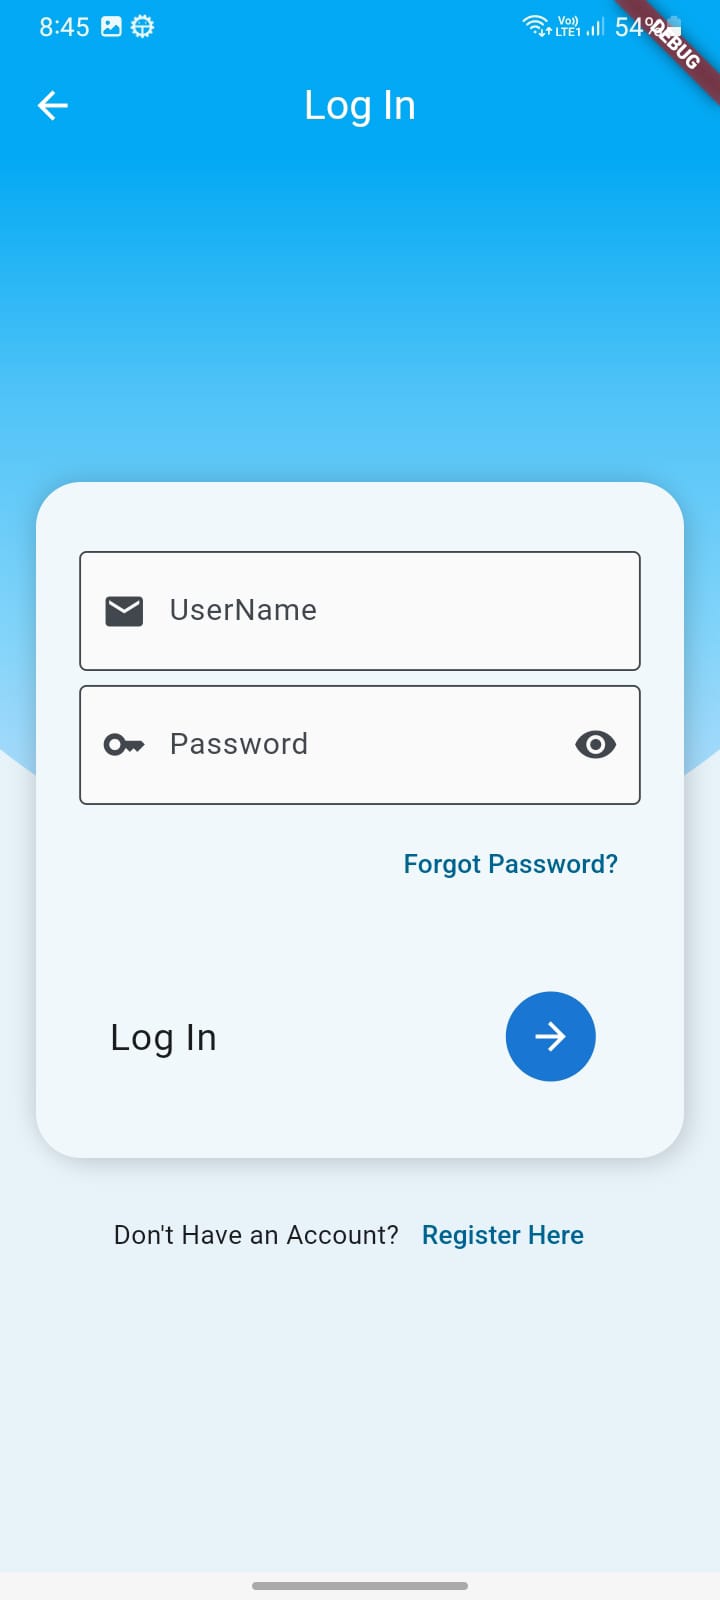 8:45 Vo)) LTE1 54%
DEBUG
Log In
UserName
Password
Forgot Password?
Log In
Don't Have an Account? Register Here